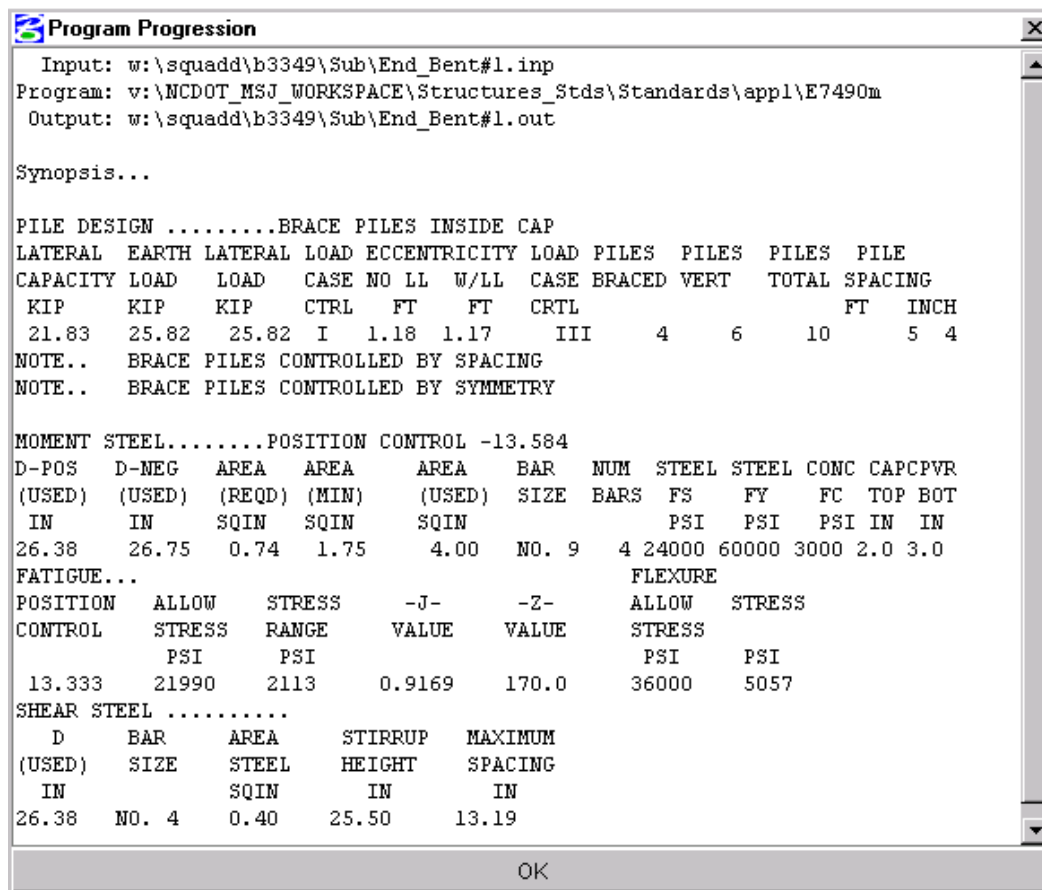 Program Progression
Input: w:\squadd\b3349\Sub\End_Bent#1.inp
Program: v:\NCDOT_MSJ_WORKSPACE\Structures_Stds\Standards\appl\E7490m
Output: w:\squadd\b3349\Sub\End_Bent#1.out
Synopsis...
PILE DESIGN .........BRACE PILES INSIDE CAP
LATERAL EARTH LATERAL LOAD ECCENTRICITY LOAD PILES PILES PILES PILE
CAPACITY LOAD LOAD CASE NO LL W/LL CASE BRACED VERT TOTAL SPACING
KIP KIP KIP CTRL FT FT CRTL FT INCH
21.83 25.82 25.82 I 1.18 1.17 III 4 6 10 5 4
NOTE.. BRACE PILES CONTROLLED BY SPACING
NOTE.. BRACE PILES CONTROLLED BY SYMMETRY
MOMENT STEEL........POSITION CONTROL -13.584
D-POS D-NEG AREA AREA AREA BAR NUM STEEL STEEL CONC CAPCPVR
(USED) (USED) (REQD) (MIN) (USED) SIZE BARS FS FY FC TOP BOT
IN IN SQIN SQIN SQIN PSI PSI PSI IN IN
26.38 26.75 0.74 1.75 4.00 NO. 9 4 24000 60000 3000 2.0 3.0
FATIGUE... FLEXURE
POSITION ALLOW STRESS -J- -Z- ALLOW STRESS
CONTROL STRESS RANGE VALUE VALUE STRESS
PSI PSI PSI PSI
13.333 21990 2113 0.9169 170.0 36000 5057
SHEAR STEEL ..........
D BAR AREA STIRRUP MAXIMUM
(USED) SIZE STEEL HEIGHT SPACING
IN SQIN IN IN
26.38 NO. 4 0.40 25.50 13.19
OK